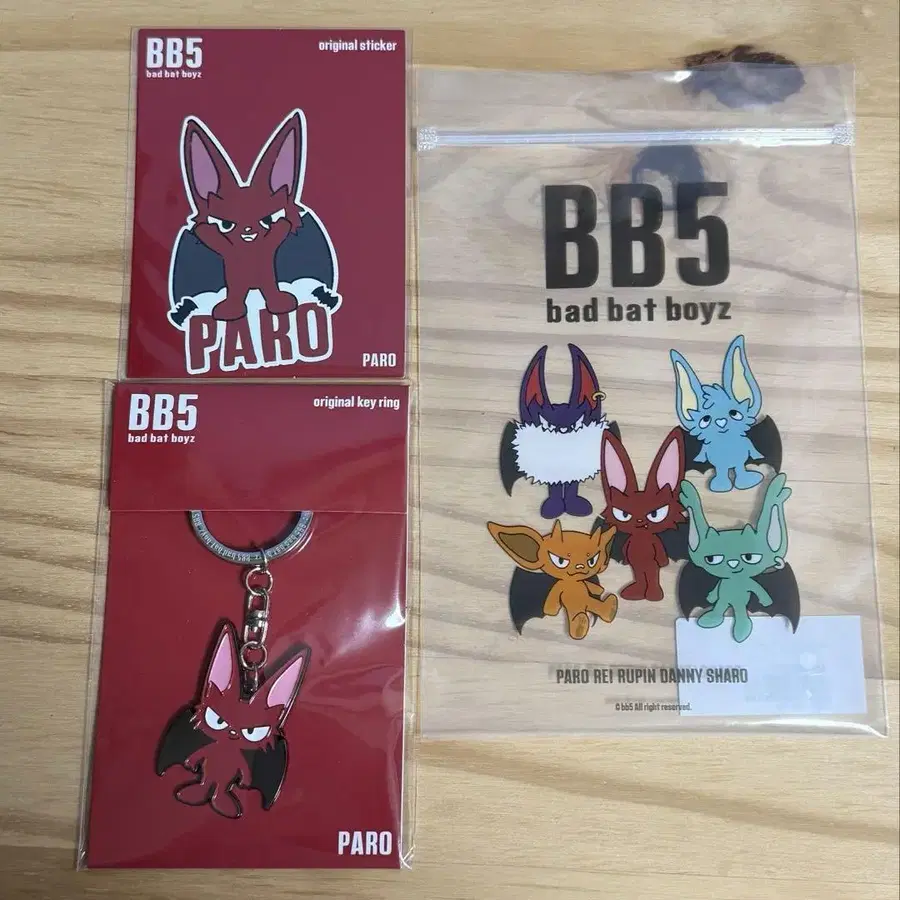 BB5
bad bat boyz
original sticker
PARO
PARO
BB5
bad bat boyz
original key ring
PARO
BB5
bad bat boyz
PARO REI RUPIN DANNY SHARO
© bb5 All right reserved.